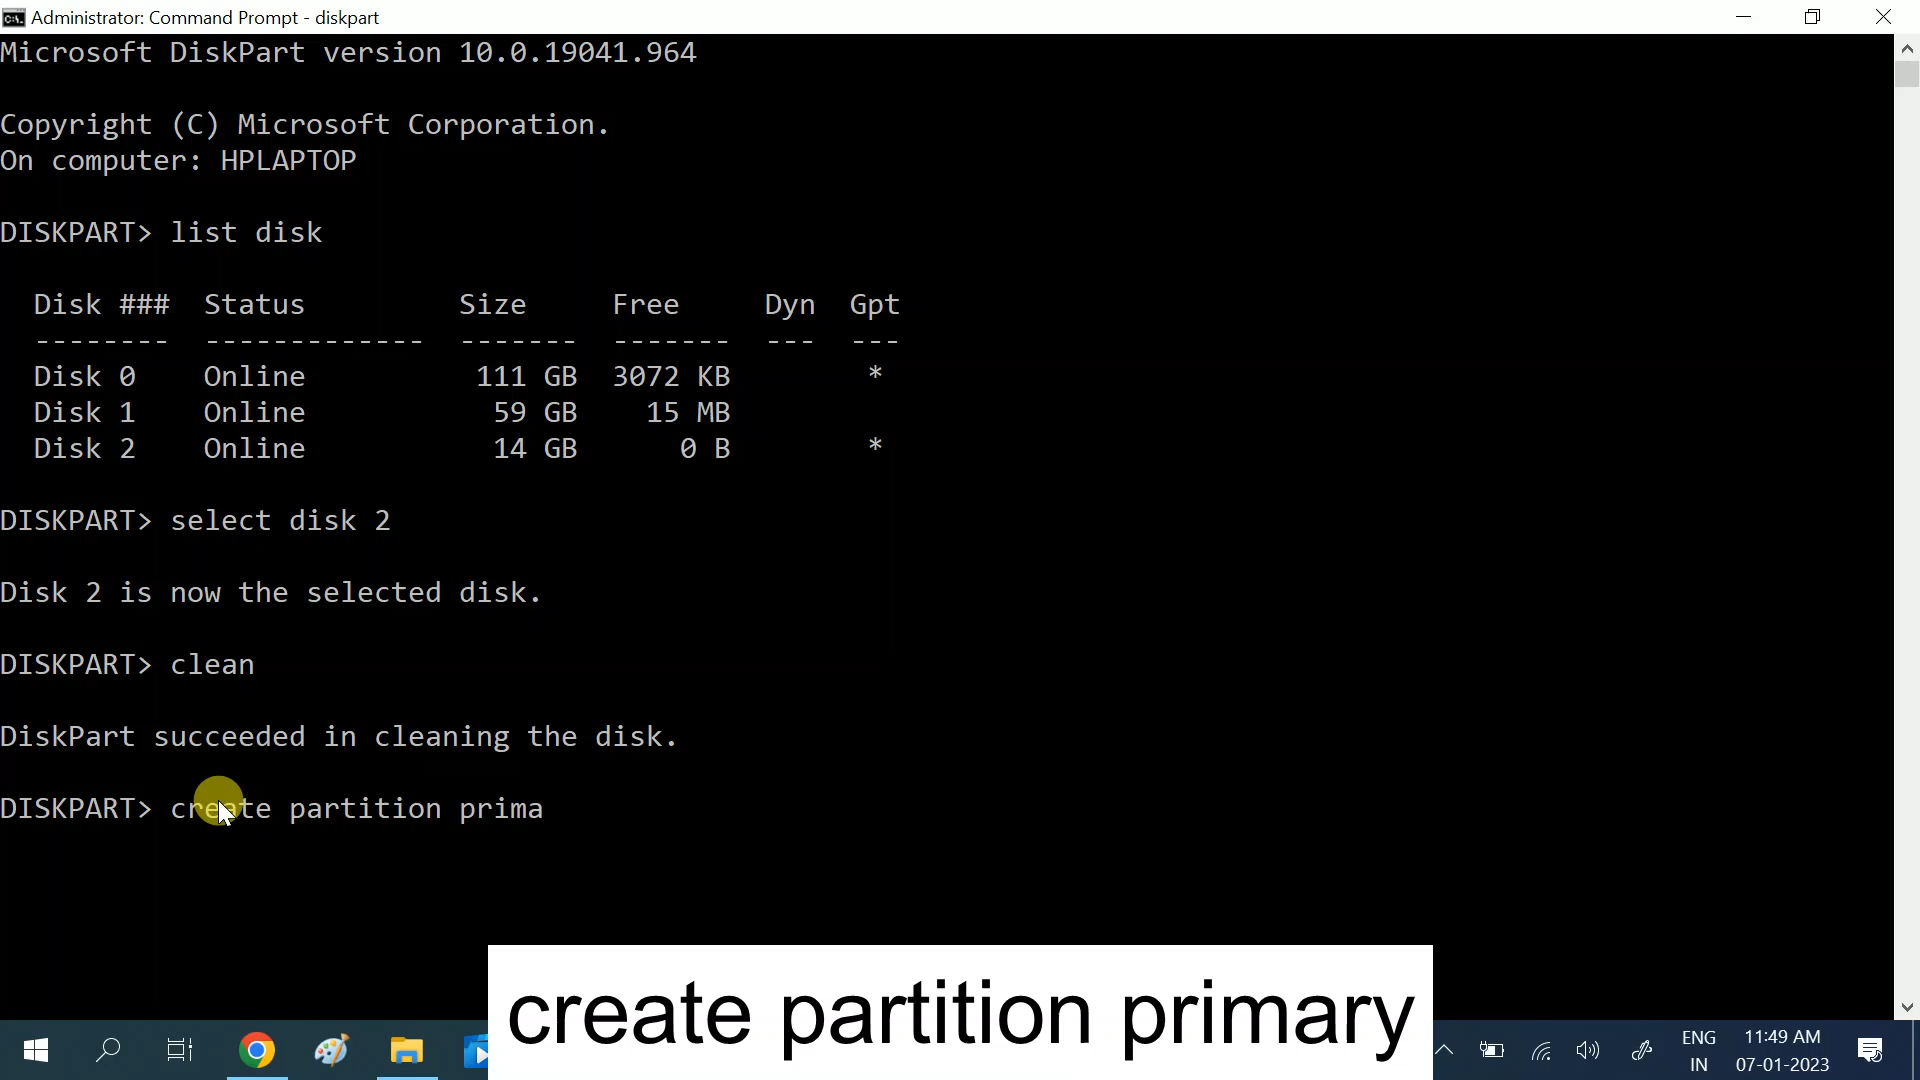 Administrator: Command Prompt - diskpart
Microsoft DiskPart version 10.0.19041.964
Copyright (C) Microsoft Corporation.
On computer: HPLAPTOP
DISKPART> list disk
Disk ### Status Size Free Dyn Gpt
-------- ------------- ------- ------- --- ---
Disk 0 Online 111 GB 3072 KB *
Disk 1 Online 59 GB 15 MB
Disk 2 Online 14 GB 0 B *
DISKPART> select disk 2
Disk 2 is now the selected disk.
DISKPART> clean
DiskPart succeeded in cleaning the disk.
DISKPART> create partition prima
create partition primary
ENG 11:49 AM
IN 07-01-2023